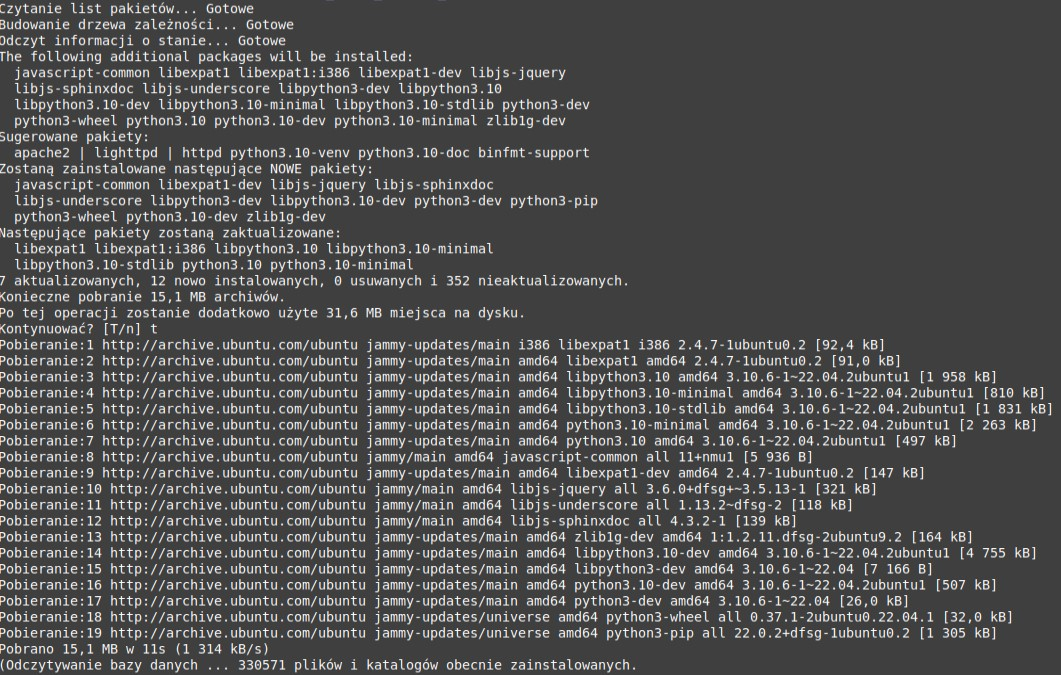 Czytanie list pakietów... Gotowe
Budowanie drzewa zależności... Gotowe
Odczyt informacji o stanie... Gotowe
The following additional packages will be installed:
  javascript-common libexpat1 libexpat1:i386 libexpat1-dev libjs-jquery
  libjs-sphinxdoc libjs-underscore libpython3-dev libpython3.10
  libpython3.10-dev libpython3.10-minimal libpython3.10-stdlib python3-dev
  python3-wheel python3.10 python3.10-dev python3.10-minimal zlib1g-dev
Sugerowane pakiety:
  apache2 | lighttpd | httpd python3.10-venv python3.10-doc binfmt-support
Zostaną zainstalowane następujące NOWE pakiety:
  javascript-common libexpat1-dev libjs-jquery libjs-sphinxdoc
  libjs-underscore libpython3-dev libpython3.10-dev python3-dev python3-pip
  python3-wheel python3.10-dev zlib1g-dev
Następujące pakiety zostaną zaktualizowane:
  libexpat1 libexpat1:i386 libpython3.10 libpython3.10-minimal
  libpython3.10-stdlib python3.10 python3.10-minimal
7 aktualizowanych, 12 nowo instalowanych, 0 usuwanych i 352 nieaktualizowanych.
Konieczne pobranie 15,1 MB archiwów.
Po tej operacji zostanie dodatkowo użyte 31,6 MB miejsca na dysku.
Kontynuować? [T/n] t
Pobieranie:1 http://archive.ubuntu.com/ubuntu jammy-updates/main i386 libexpat1 i386 2.4.7-1ubuntu0.2 [92,4 kB]
Pobieranie:2 http://archive.ubuntu.com/ubuntu jammy-updates/main amd64 libexpat1 amd64 2.4.7-1ubuntu0.2 [91,0 kB]
Pobieranie:3 http://archive.ubuntu.com/ubuntu jammy-updates/main amd64 libpython3.10 amd64 3.10.6-1~22.04.2ubuntu1 [1 958 kB]
Pobieranie:4 http://archive.ubuntu.com/ubuntu jammy-updates/main amd64 libpython3.10-minimal amd64 3.10.6-1~22.04.2ubuntu1 [810 kB]
Pobieranie:5 http://archive.ubuntu.com/ubuntu jammy-updates/main amd64 libpython3.10-stdlib amd64 3.10.6-1~22.04.2ubuntu1 [1 831 kB]
Pobieranie:6 http://archive.ubuntu.com/ubuntu jammy-updates/main amd64 python3.10-minimal amd64 3.10.6-1~22.04.2ubuntu1 [2 263 kB]
Pobieranie:7 http://archive.ubuntu.com/ubuntu jammy-updates/main amd64 python3.10 amd64 3.10.6-1~22.04.2ubuntu1 [497 kB]
Pobieranie:8 http://archive.ubuntu.com/ubuntu jammy/main amd64 javascript-common all 11+nmu1 [5 936 B]
Pobieranie:9 http://archive.ubuntu.com/ubuntu jammy-updates/main amd64 libexpat1-dev amd64 2.4.7-1ubuntu0.2 [147 kB]
Pobieranie:10 http://archive.ubuntu.com/ubuntu jammy/main amd64 libjs-jquery all 3.6.0+dfsg+~3.5.13-1 [321 kB]
Pobieranie:11 http://archive.ubuntu.com/ubuntu jammy/main amd64 libjs-underscore all 1.13.2~dfsg-2 [118 kB]
Pobieranie:12 http://archive.ubuntu.com/ubuntu jammy/main amd64 libjs-sphinxdoc all 4.3.2-1 [139 kB]
Pobieranie:13 http://archive.ubuntu.com/ubuntu jammy-updates/main amd64 zlib1g-dev amd64 1:1.2.11.dfsg-2ubuntu9.2 [164 kB]
Pobieranie:14 http://archive.ubuntu.com/ubuntu jammy-updates/main amd64 libpython3.10-dev amd64 3.10.6-1~22.04.2ubuntu1 [4 755 kB]
Pobieranie:15 http://archive.ubuntu.com/ubuntu jammy-updates/main amd64 libpython3-dev amd64 3.10.6-1~22.04 [7 166 B]
Pobieranie:16 http://archive.ubuntu.com/ubuntu jammy-updates/main amd64 python3.10-dev amd64 3.10.6-1~22.04.2ubuntu1 [507 kB]
Pobieranie:17 http://archive.ubuntu.com/ubuntu jammy-updates/main amd64 python3-dev amd64 3.10.6-1~22.04 [26,0 kB]
Pobieranie:18 http://archive.ubuntu.com/ubuntu jammy-updates/universe amd64 python3-wheel all 0.37.1-2ubuntu0.22.04.1 [32,0 kB]
Pobieranie:19 http://archive.ubuntu.com/ubuntu jammy-updates/universe amd64 python3-pip all 22.0.2+dfsg-1ubuntu0.2 [1 305 kB]
Pobrano 15,1 MB w 11s (1 314 kB/s)
(Odczytywanie bazy danych ... 330571 plików i katalogów obecnie zainstalowanych.